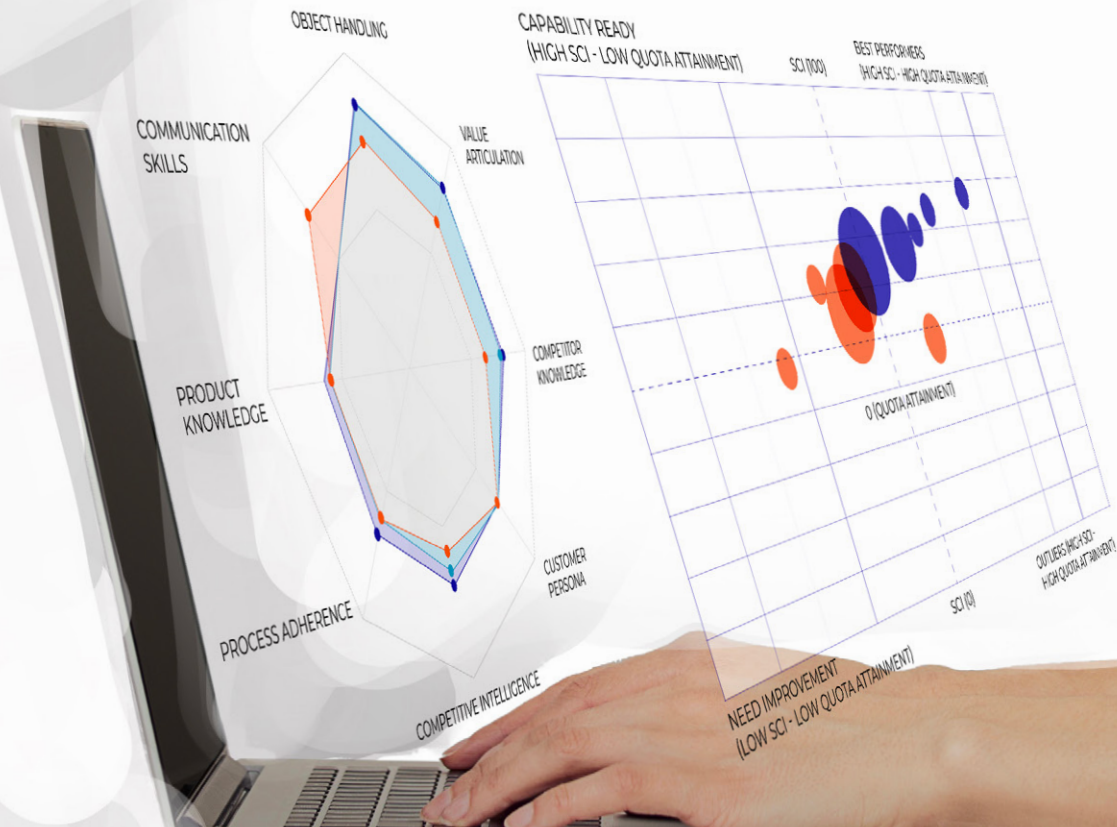 OBJECT HANDLING
COMMUNICATION
SKILLS
VALUE
ARTICULATION
COMPETITOR
KNOWLEDGE
PRODUCT
KNOWLEDGE
CUSTOMER
PERSONA
PROCESS ADHERENCE
COMPETITIVE INTELLIGENCE
CAPABILITY READY
(HIGH SCI - LOW QUOTA ATTAINMENT)
SCI (100)
BEST PERFORMERS
(HIGH SCI - HIGH QUOTA ATTAINMENT)
0 (QUOTA ATTAINMENT)
OUTLIERS (HIGH SCI -
HIGH QUOTA ATTAINMENT)
SCI (0)
NEED IMPROVEMENT
(LOW SCI - LOW QUOTA ATTAINMENT)